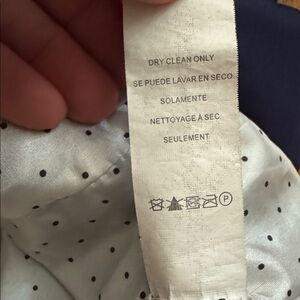 DRY CLEAN ONLY
SE PUEDE LAVAR EN SECO
SOLAMENTE
NETTOYAGE À SEC
SEULEMENT
P